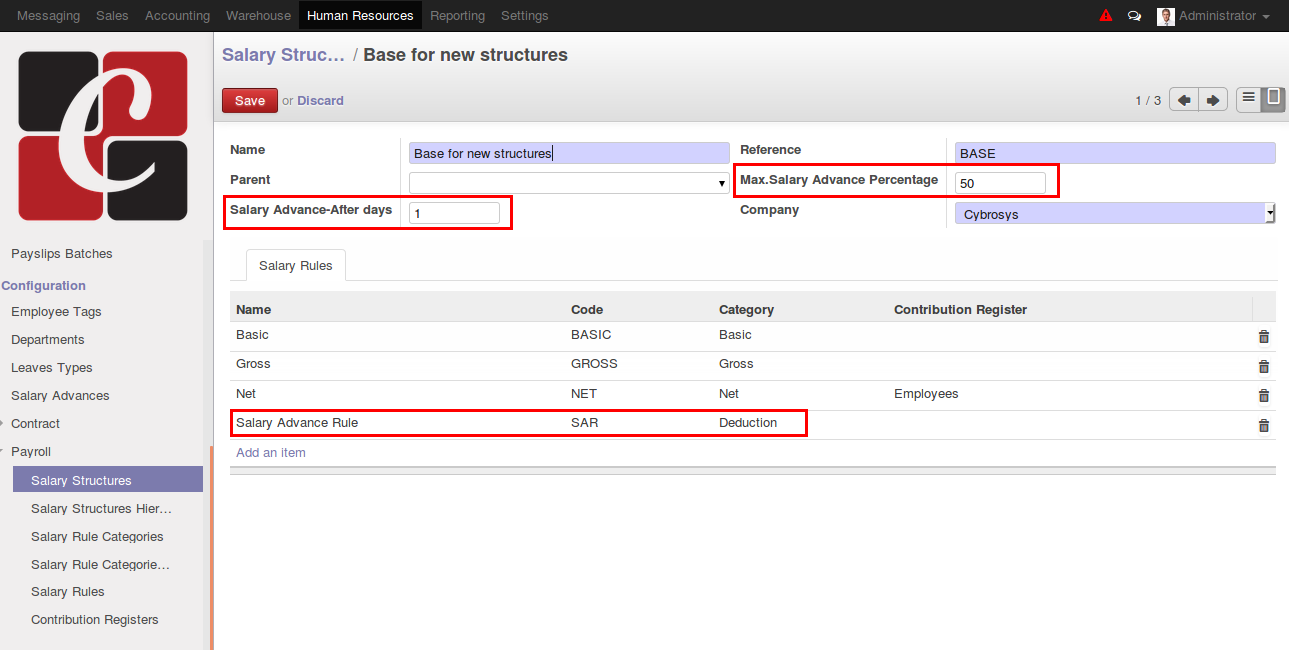 Messaging Sales Accounting Warehouse Human Resources Reporting Settings Administrator
Salary Struc… / Base for new structures
Save or Discard
1 / 3
Name Base for new structures Reference BASE
Parent Max.Salary Advance Percentage 50
Salary Advance-After days 1 Company Cybrosys
Payslips Batches
Configuration
Employee Tags
Departments
Leaves Types
Salary Advances
Contract
Payroll
Salary Structures
Salary Structures Hier…
Salary Rule Categories
Salary Rule Categorie…
Salary Rules
Contribution Registers
Salary Rules
Name Code Category Contribution Register
Basic BASIC Basic
Gross GROSS Gross
Net NET Net Employees
Salary Advance Rule SAR Deduction
Add an item